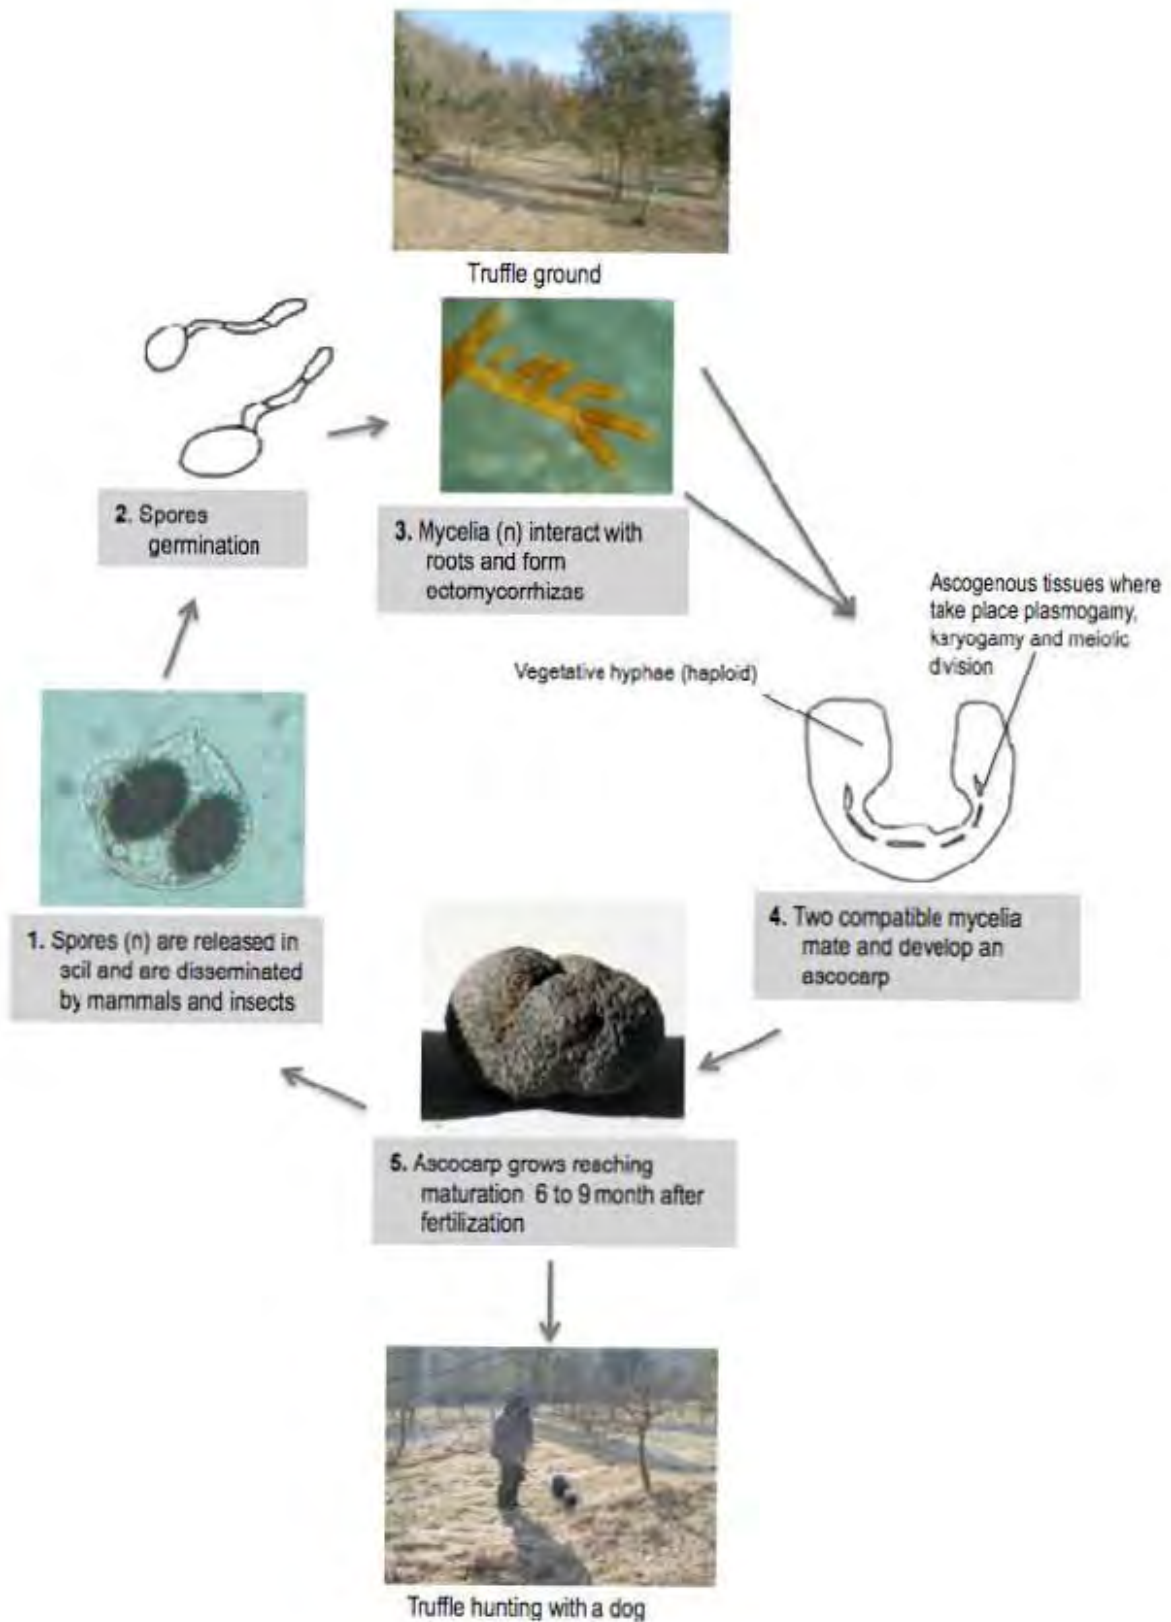 Truffle ground
2. Spores
germination
3. Mycelia (n) interact with
roots and form
ectomycorrhizas
Ascogenous tissues where
take place plasmogamy,
karyogamy and meiotic
division
Vegetative hyphae (haploid)
1. Spores (n) are released in
soil and are disseminated
by mammals and insects
4. Two compatible mycelia
mate and develop an
ascocarp
5. Ascocarp grows reaching
maturation 6 to 9 month after
fertilization
Truffle hunting with a dog